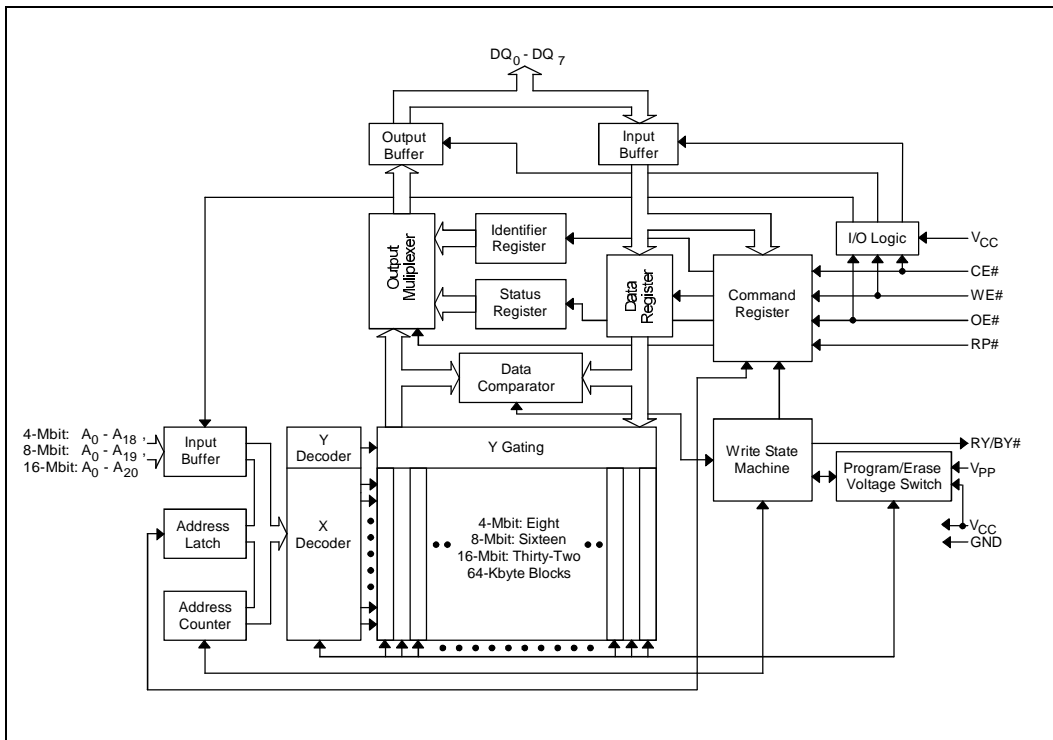 DQ0 - DQ 7
Output
Buffer
Input
Buffer
Output
Muliplexer
Identifier
Register
Status
Register
Data
Register
Command
Register
I/O Logic
VCC
CE#
WE#
OE#
RP#
Data
Comparator
4-Mbit: A0 - A18 ,
8-Mbit: A0 - A19 ,
16-Mbit: A0 - A20
Input
Buffer
Y
Decoder
Y Gating
Write State
Machine
RY/BY#
Program/Erase
Voltage Switch
VPP
VCC
GND
Address
Latch
X
Decoder
4-Mbit: Eight
8-Mbit: Sixteen
16-Mbit: Thirty-Two
64-Kbyte Blocks
Address
Counter